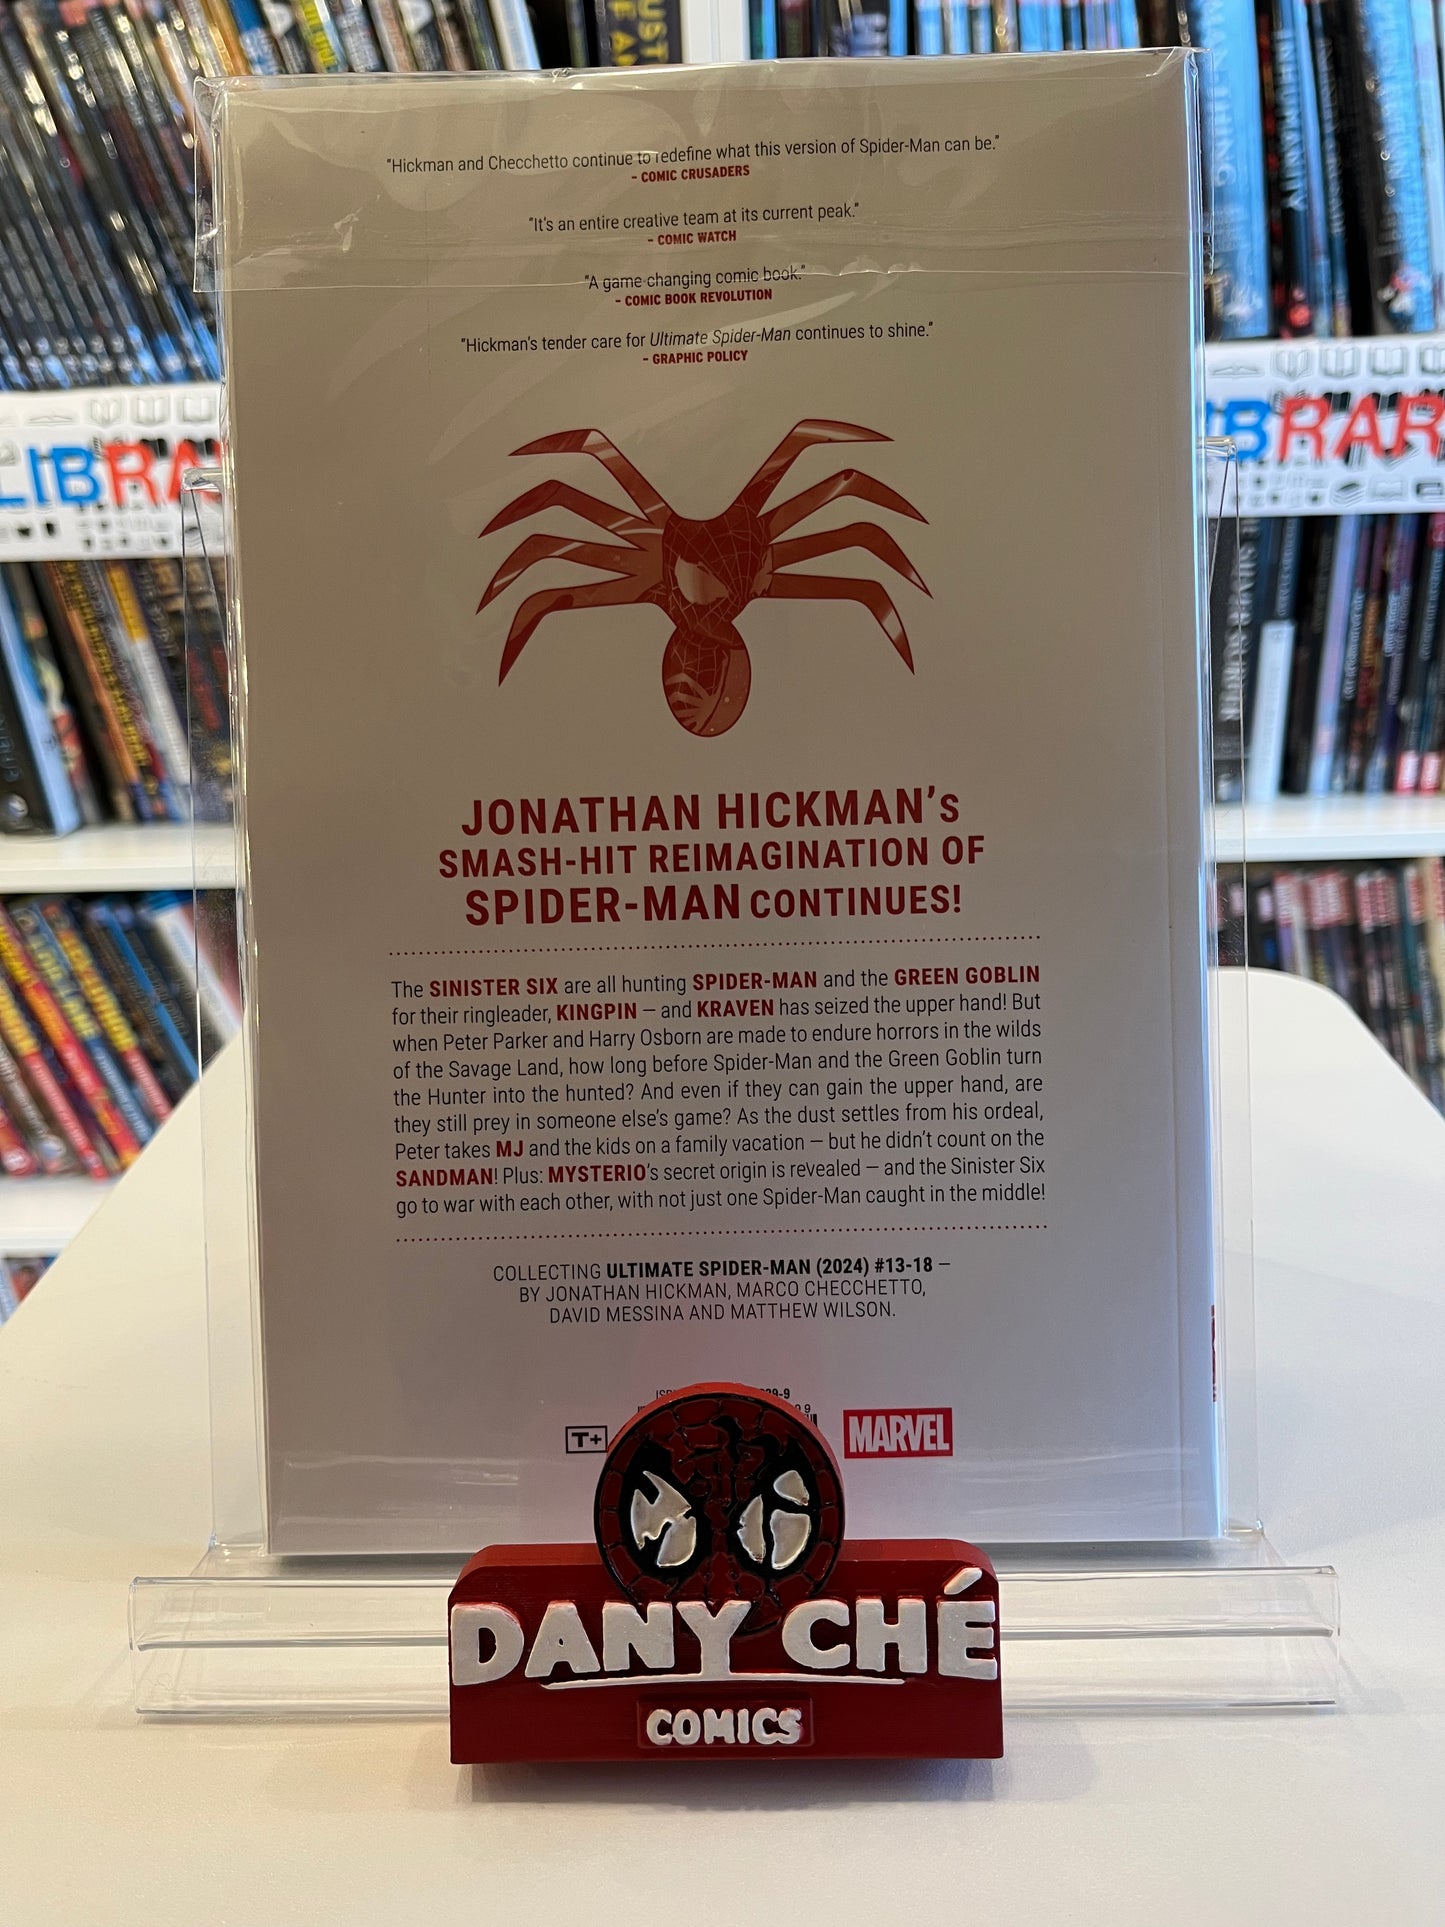 "Hickman and Checchetto continue to redefine what this version of Spider-Man can be."
- COMIC CRUSADERS
"It's an entire creative team at its current peak."
- COMIC WATCH
"A game-changing comic book."
- COMIC BOOK REVOLUTION
"Hickman's tender care for Ultimate Spider-Man continues to shine."
- GRAPHIC POLICY
LIBRA
IBRAR
JONATHAN HICKMAN's
SMASH-HIT REIMAGINATION OF
SPIDER-MAN CONTINUES!
The SINISTER SIX are all hunting SPIDER-MAN and the GREEN GOBLIN
for their ringleader, KINGPIN — and KRAVEN has seized the upper hand! But
when Peter Parker and Harry Osborn are made to endure horrors in the wilds
of the Savage Land, how long before Spider-Man and the Green Goblin turn
the Hunter into the hunted? And even if they can gain the upper hand, are
they still prey in someone else's game? As the dust settles from his ordeal,
Peter takes MJ and the kids on a family vacation — but he didn't count on the
SANDMAN! Plus: MYSTERIO's secret origin is revealed — and the Sinister Six
go to war with each other, with not just one Spider-Man caught in the middle!
COLLECTING ULTIMATE SPIDER-MAN (2024) #13-18 —
BY JONATHAN HICKMAN, MARCO CHECCHETTO,
DAVID MESSINA AND MATTHEW WILSON.
T+
MARVEL
DANY CHÉ
COMICS